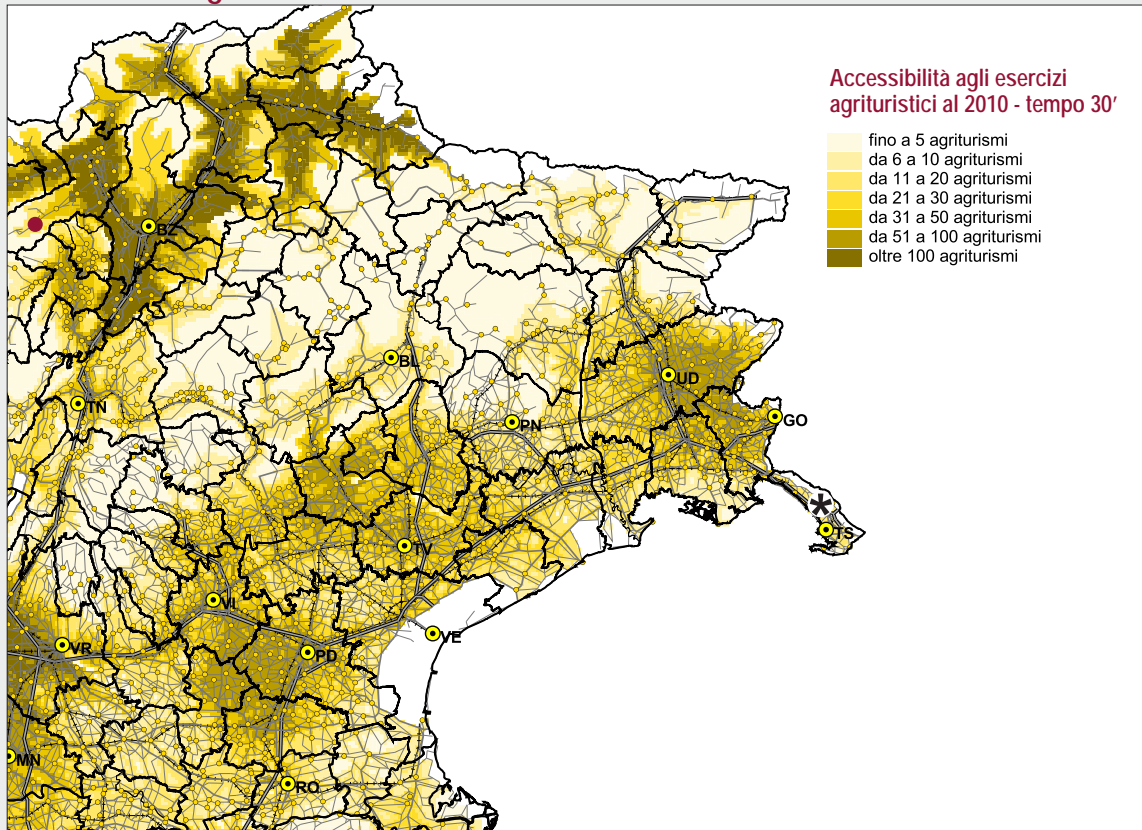 Accessibilità agli esercizi
agrituristici al 2010 - tempo 30'
fino a 5 agriturismi
da 6 a 10 agriturismi
da 11 a 20 agriturismi
da 21 a 30 agriturismi
da 31 a 50 agriturismi
da 51 a 100 agriturismi
oltre 100 agriturismi
BZ
BL
UD
TN
PN
GO
*
TS
TV
VI
VE
VR
PD
MN
RO